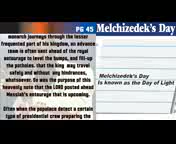 PG 45
Melchizedek's Day
monarch journeys through the lesser
frequented part of his kingdom, an advance
team is often sent ahead of the royal
entourage to level the bumps, and fill-up
the potholes, that the king may travel
safely and without any hindrances,
whatsoever. So was the purpose of this
heavenly note that the LORD posted ahead
Messiah's entourage that is upcoming.
Often when the populace detect a certain
type of presidential crew preparing the
Melchizedek's Day
Is known as the Day of Light